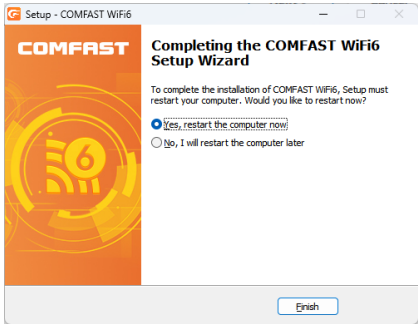 Setup - COMFAST WiFi6
COMFAST
6
Completing the COMFAST WiFi6
Setup Wizard
To complete the installation of COMFAST WiFi6, Setup must
restart your computer. Would you like to restart now?
Yes, restart the computer now
No, I will restart the computer later
Finish